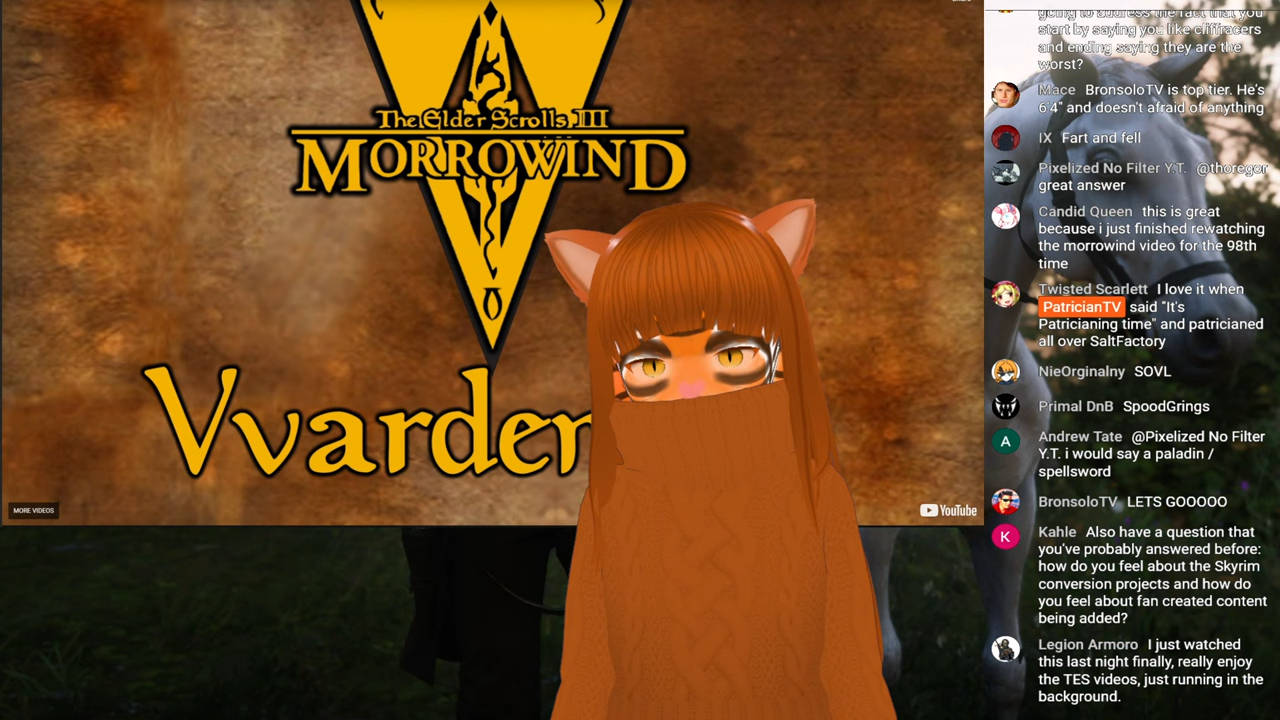 The Elder Scrolls III
MORROWIND
Vvarden
MORE VIDEOS
YouTube
going to address the fact that you
start by saying you like cliffracers
and ending saying they are the
worst?
Mace BronsoloTV is top tier. He's
6'4" and doesn't afraid of anything
IX Fart and fell
Pixelized No Filter Y.T. @thoregor
great answer
Candid Queen this is great
because i just finished rewatching
the morrowind video for the 98th
time
Twisted Scarlett I love it when
PatricianTV said "It's
Patricianing time" and patricianed
all over SaltFactory
NieOrginalny SOVL
Primal DnB SpoodGrings
A Andrew Tate @Pixelized No Filter
Y.T. i would say a paladin /
spellsword
BronsoloTV LETS GOOOOO
K Kahle Also have a question that
you've probably answered before:
how do you feel about the Skyrim
conversion projects and how do
you feel about fan created content
being added?
Legion Armoro I just watched
this last night finally, really enjoy
the TES videos, just running in the
background.